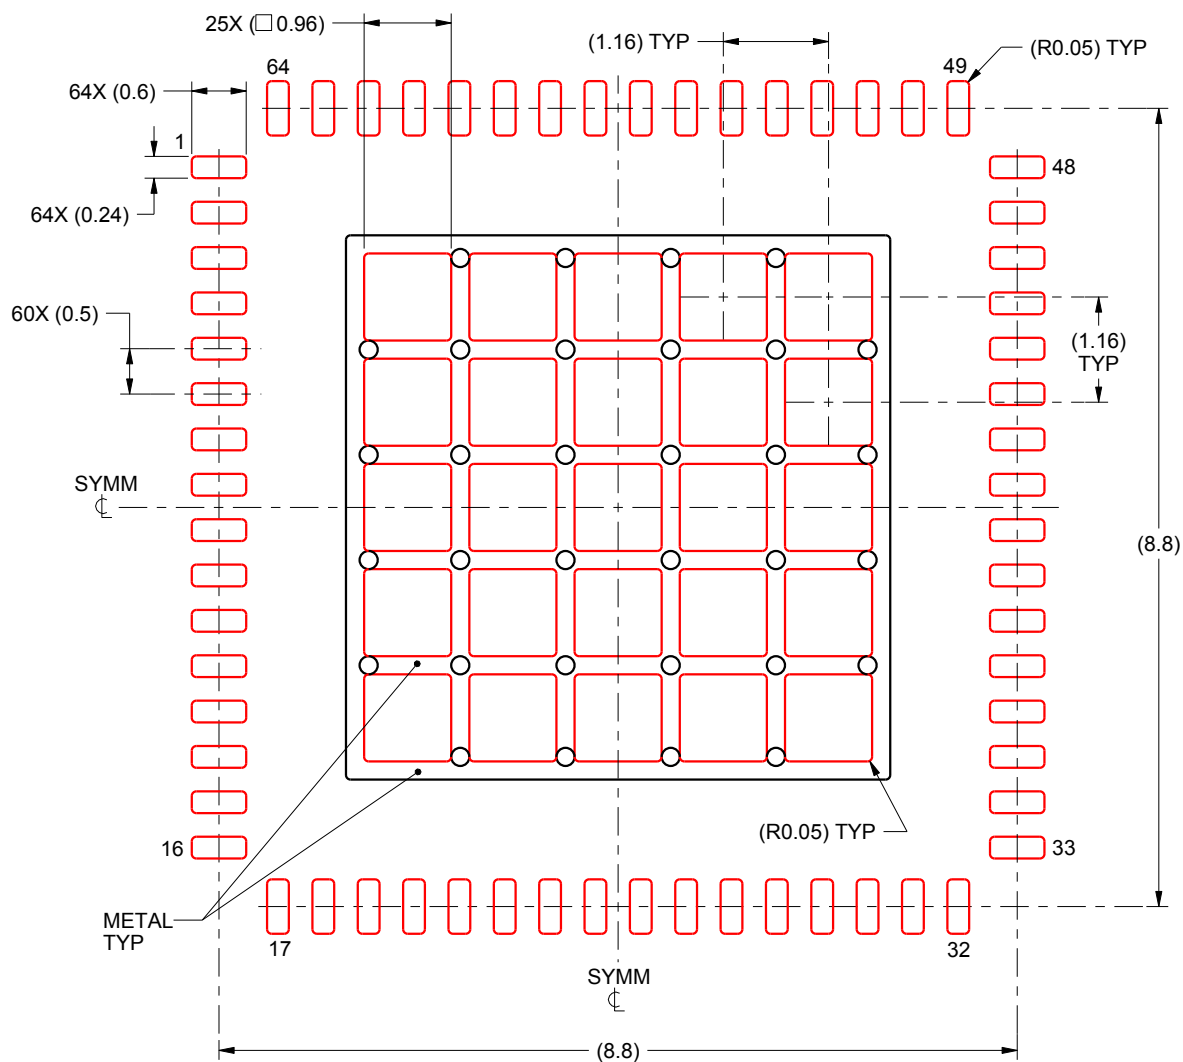 25X (□ 0.96)
(1.16) TYP
(R0.05) TYP
64
49
64X (0.6)
1
48
64X (0.24)
60X (0.5)
(1.16)
TYP
SYMM
℄
(8.8)
(R0.05) TYP
16
33
METAL
TYP
17
32
SYMM
℄
(8.8)